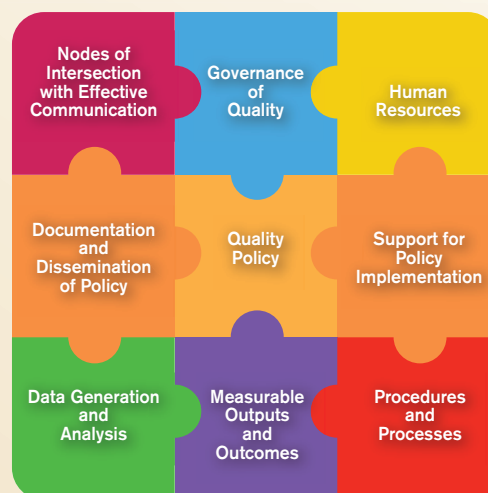 Nodes of
Intersection
with Effective
Communication
Governance
of
Quality
Human
Resources
Documentation
and
Dissemination
of Policy
Quality
Policy
Support for
Policy
Implementation
Data Generation
and
Analysis
Measurable
Outputs
and
Outcomes
Procedures
and
Processes